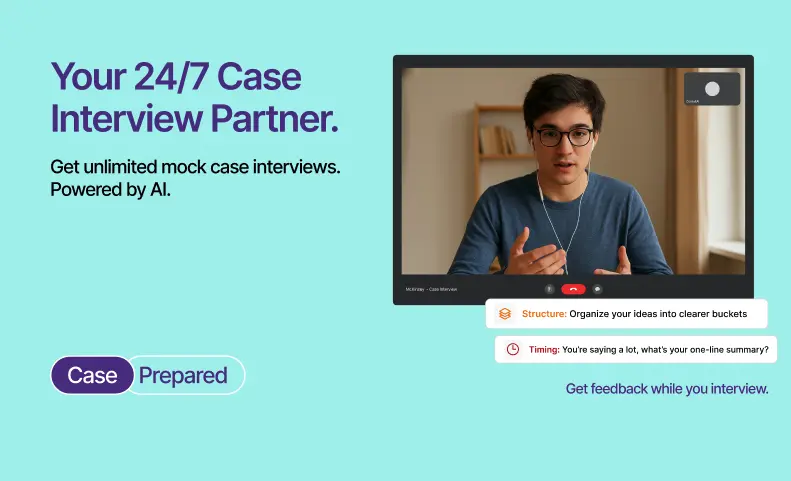 Your 24/7 Case
Interview Partner.
Get unlimited mock case interviews.
Powered by AI.
McKinsey - Case Interview
Structure: Organize your ideas into clearer buckets
Timing: You're saying a lot, what's your one-line summary?
Case Prepared
Get feedback while you interview.